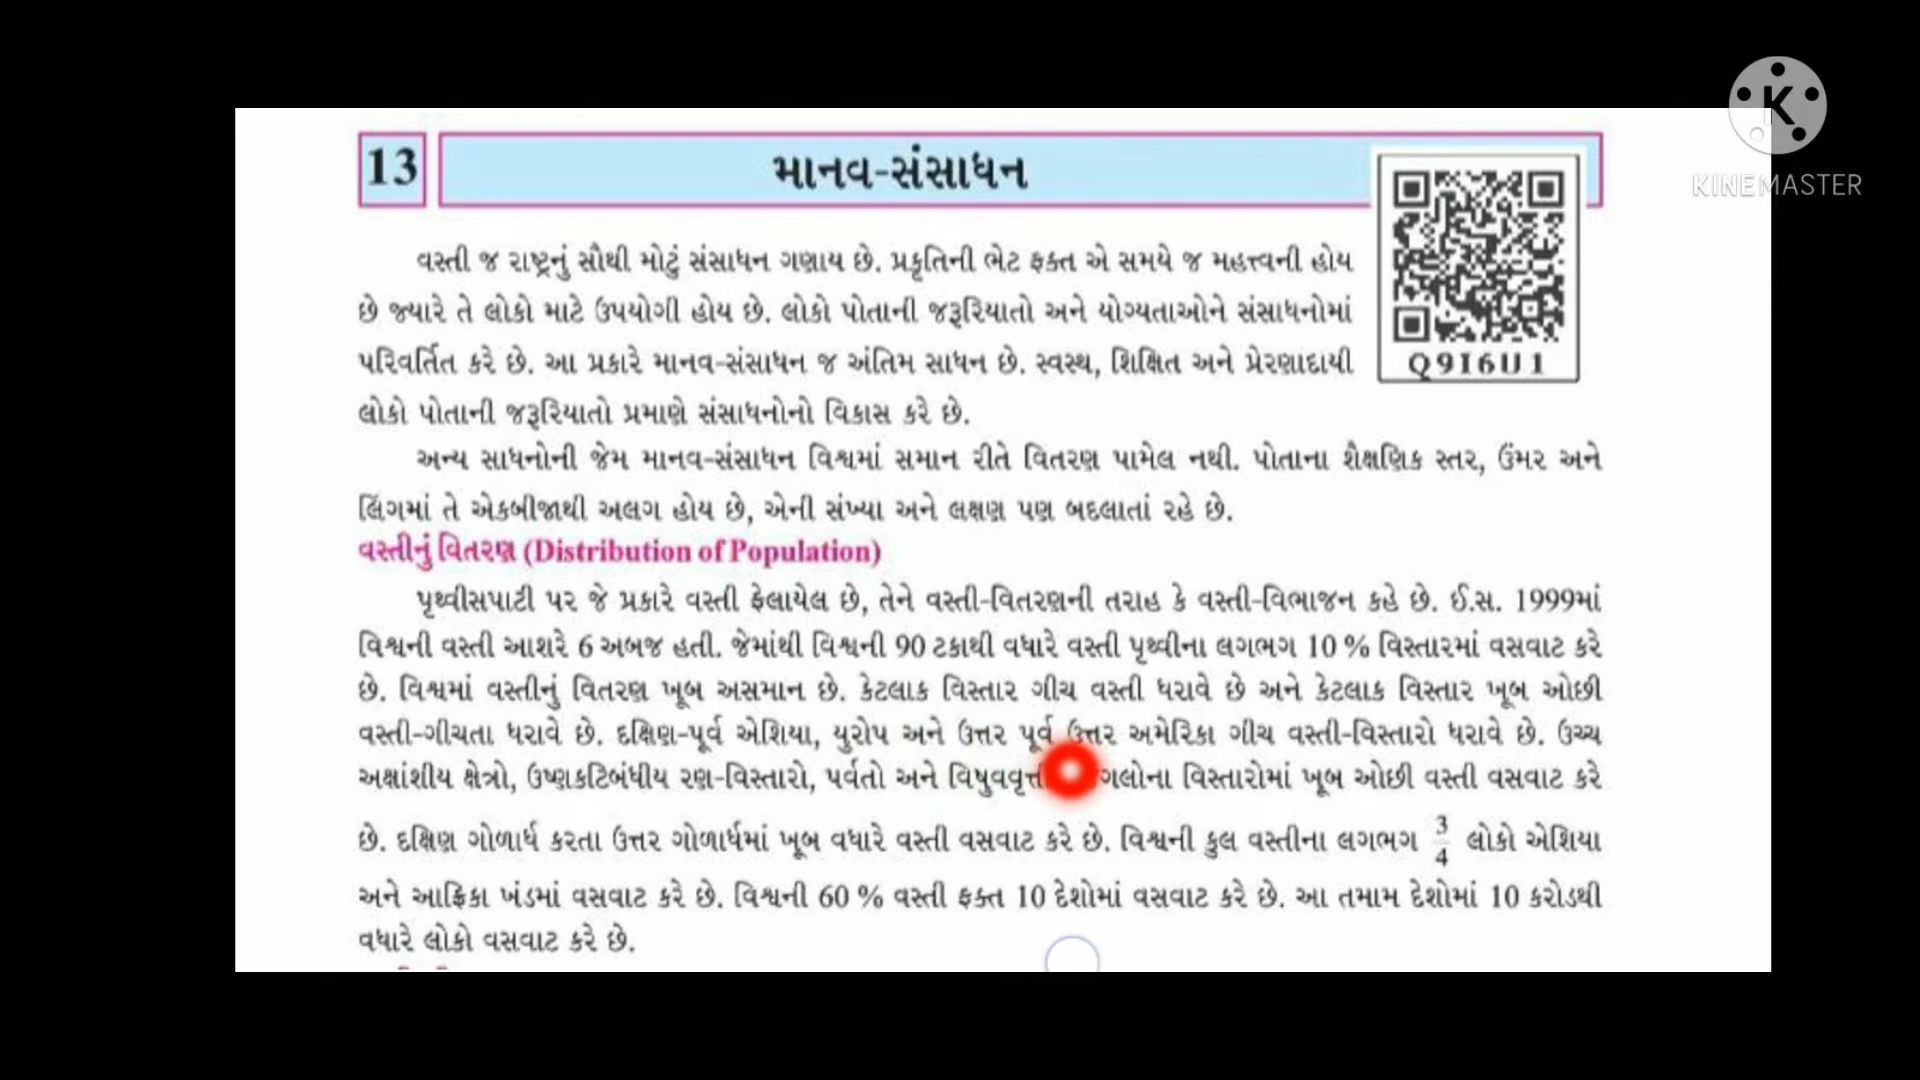 13
માનવ-સંસાધન
KINEMASTER
Q9I6U1
વસ્તી જ રાષ્ટ્રનું સૌથી મોટું સંસાધન ગણાય છે. પ્રકૃતિની ભેટ ફક્ત એ સમયે જ મહત્ત્વની હોય
છે જ્યારે તે લોકો માટે ઉપયોગી હોય છે. લોકો પોતાની જરૂરિયાતો અને યોગ્યતાઓને સંસાધનોમાં
પરિવર્તિત કરે છે. આ પ્રકારે માનવ-સંસાધન જ અંતિમ સાધન છે. સ્વસ્થ, શિક્ષિત અને પ્રેરણાદાયી
લોકો પોતાની જરૂરિયાતો પ્રમાણે સંસાધનોનો વિકાસ કરે છે.
અન્ય સાધનોની જેમ માનવ-સંસાધન વિશ્વમાં સમાન રીતે વિતરણ પામેલ નથી. પોતાના શૈક્ષણિક સ્તર, ઉંમર અને
લિંગમાં તે એકબીજાથી અલગ હોય છે, એની સંખ્યા અને લક્ષણ પણ બદલાતાં રહે છે.
વસ્તીનું વિતરણ (Distribution of Population)
પૃથ્વીસપાટી પર જે પ્રકારે વસ્તી ફેલાયેલ છે, તેને વસ્તી-વિતરણની તરાહ કે વસ્તી-વિભાજન કહે છે. ઈ.સ. 1999માં
વિશ્વની વસ્તી આશરે 6 અબજ હતી. જેમાંથી વિશ્વની 90 ટકાથી વધારે વસ્તી પૃથ્વીના લગભગ 10 % વિસ્તારમાં વસવાટ કરે
છે. વિશ્વમાં વસ્તીનું વિતરણ ખૂબ અસમાન છે. કેટલાક વિસ્તાર ગીચ વસ્તી ધરાવે છે અને કેટલાક વિસ્તાર ખૂબ ઓછી
વસ્તી-ગીચતા ધરાવે છે. દક્ષિણ-પૂર્વ એશિયા, યુરોપ અને ઉત્તર પૂર્વ ઉત્તર અમેરિકા ગીચ વસ્તી-વિસ્તારો ધરાવે છે. ઉચ્ચ
અક્ષાંશીય ક્ષેત્રો, ઉષ્ણકટિબંધીય રણ-વિસ્તારો, પર્વતો અને વિસ્તારોમાં ખૂબ ઓછી વસ્તી વસવાટ કરે
છે. દક્ષિણ ગોળાર્ધ કરતા ઉત્તર ગોળાર્ધમાં ખૂબ વધારે વસ્તી વસવાટ કરે છે. વિશ્વની કુલ વસ્તીના લગભગ 3/4 લોકો એશિયા
અને આફ્રિકા ખંડમાં વસવાટ કરે છે. વિશ્વની 60 % વસ્તી ફક્ત 10 દેશોમાં વસવાટ કરે છે. આ તમામ દેશોમાં 10 કરોડથી
વધારે લોકો વસવાટ કરે છે.